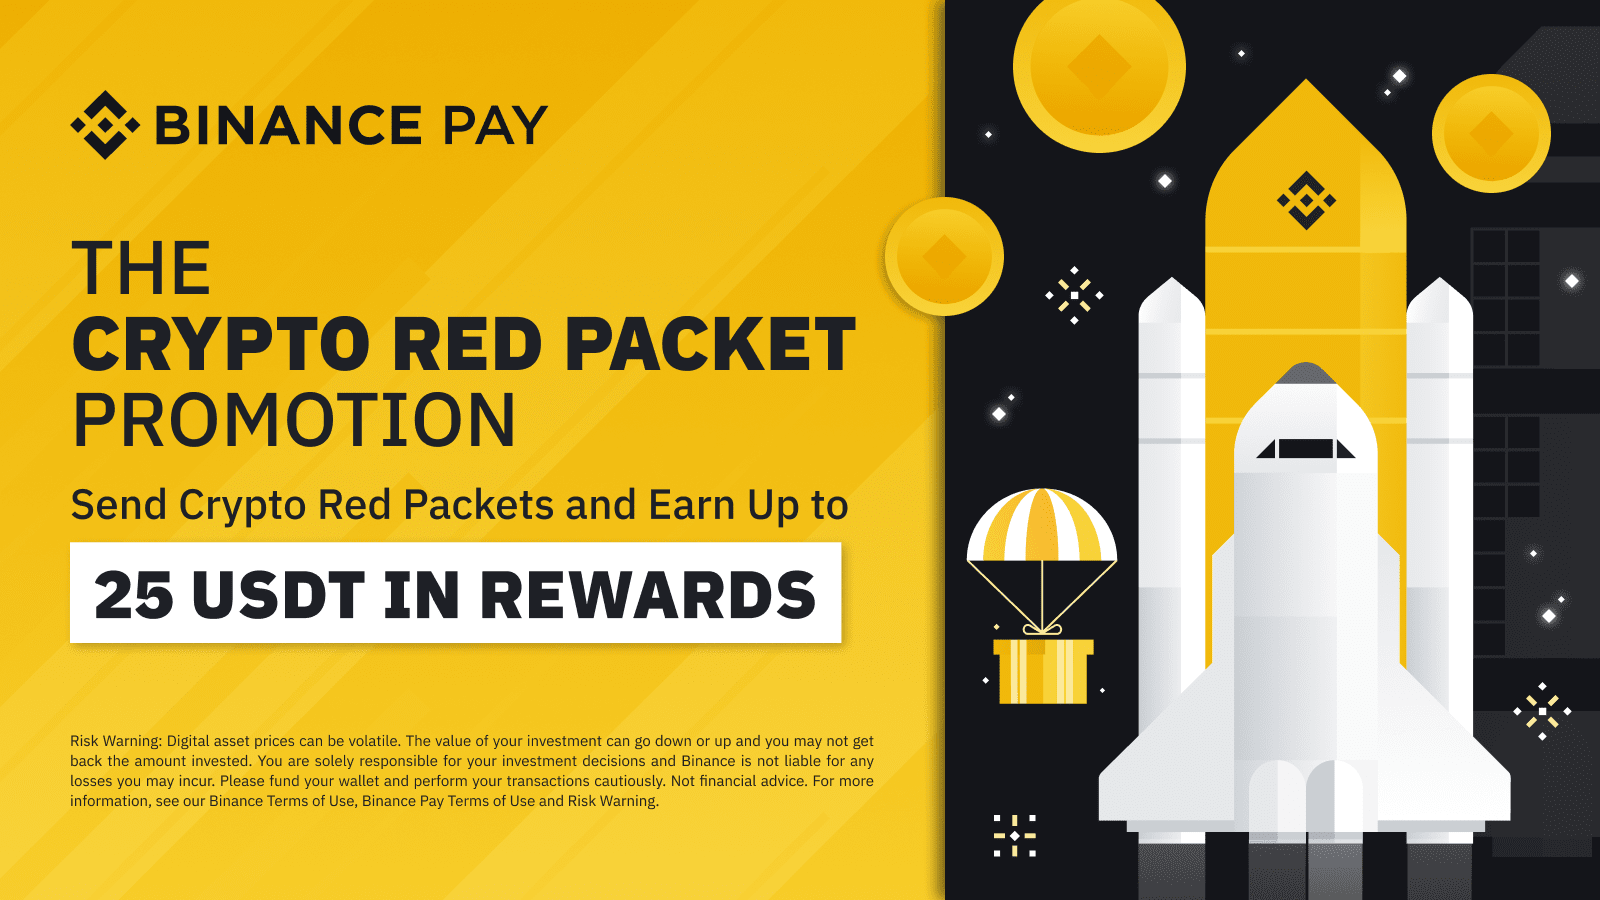 BINANCE PAY
THE
CRYPTO RED PACKET
PROMOTION
Send Crypto Red Packets and Earn Up to
25 USDT IN REWARDS
Risk Warning: Digital asset prices can be volatile. The value of your investment can go down or up and you may not get
back the amount invested. You are solely responsible for your investment decisions and Binance is not liable for any
losses you may incur. Please fund your wallet and perform your transactions cautiously. Not financial advice. For more
information, see our Binance Terms of Use, Binance Pay Terms of Use and Risk Warning.